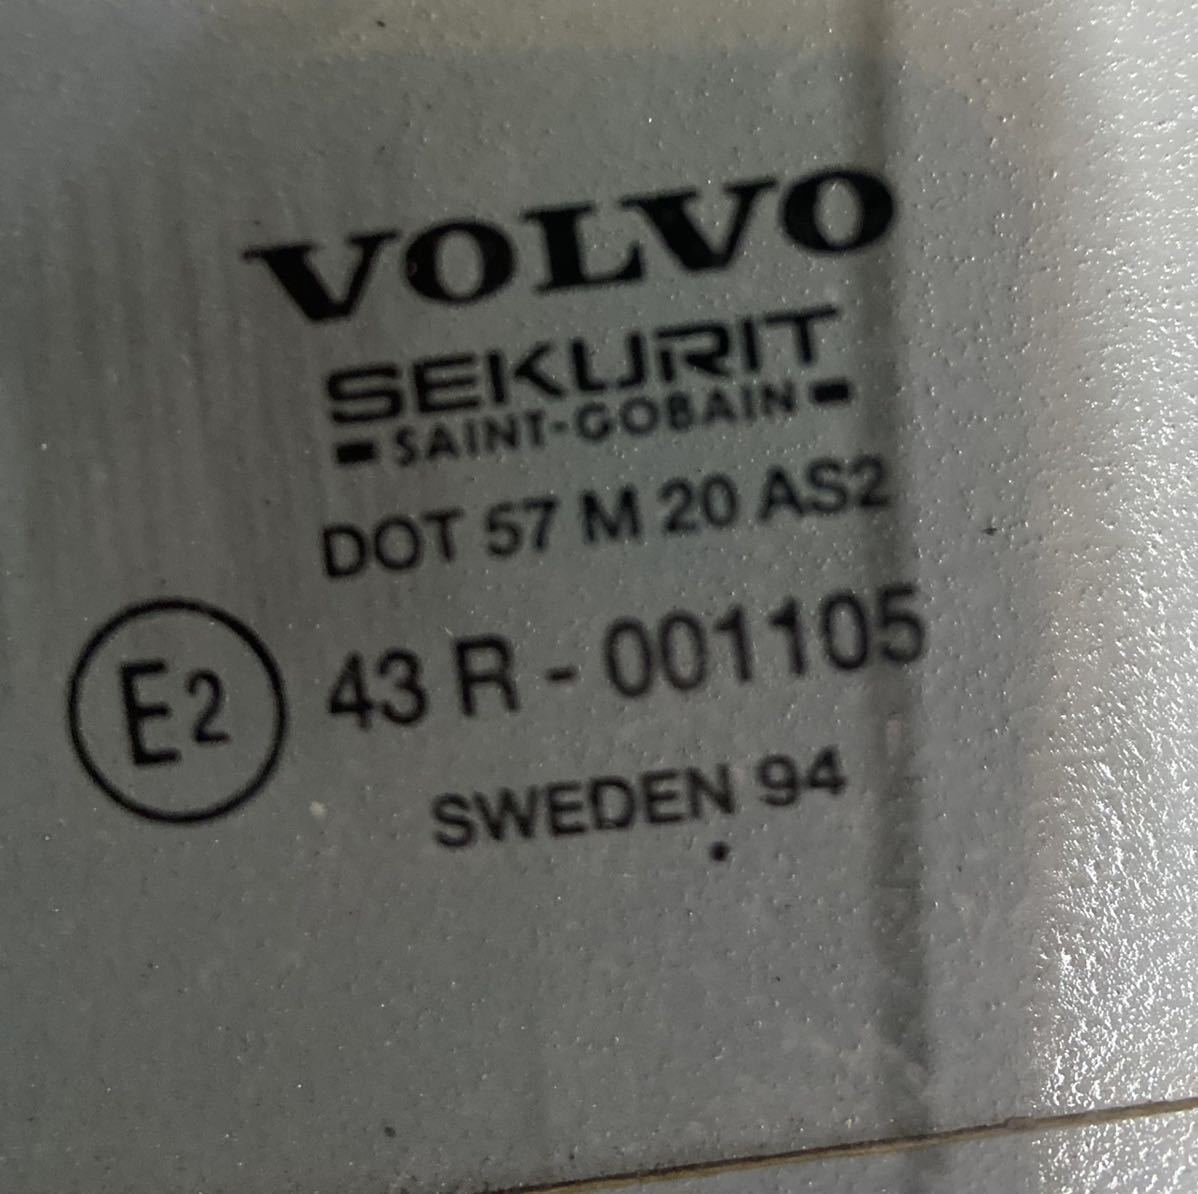 VOLVO
SEKURIT
SAINT-GOBAIN
DOT 57 M 20 AS2
E2 43 R - 001105
SWEDEN 94